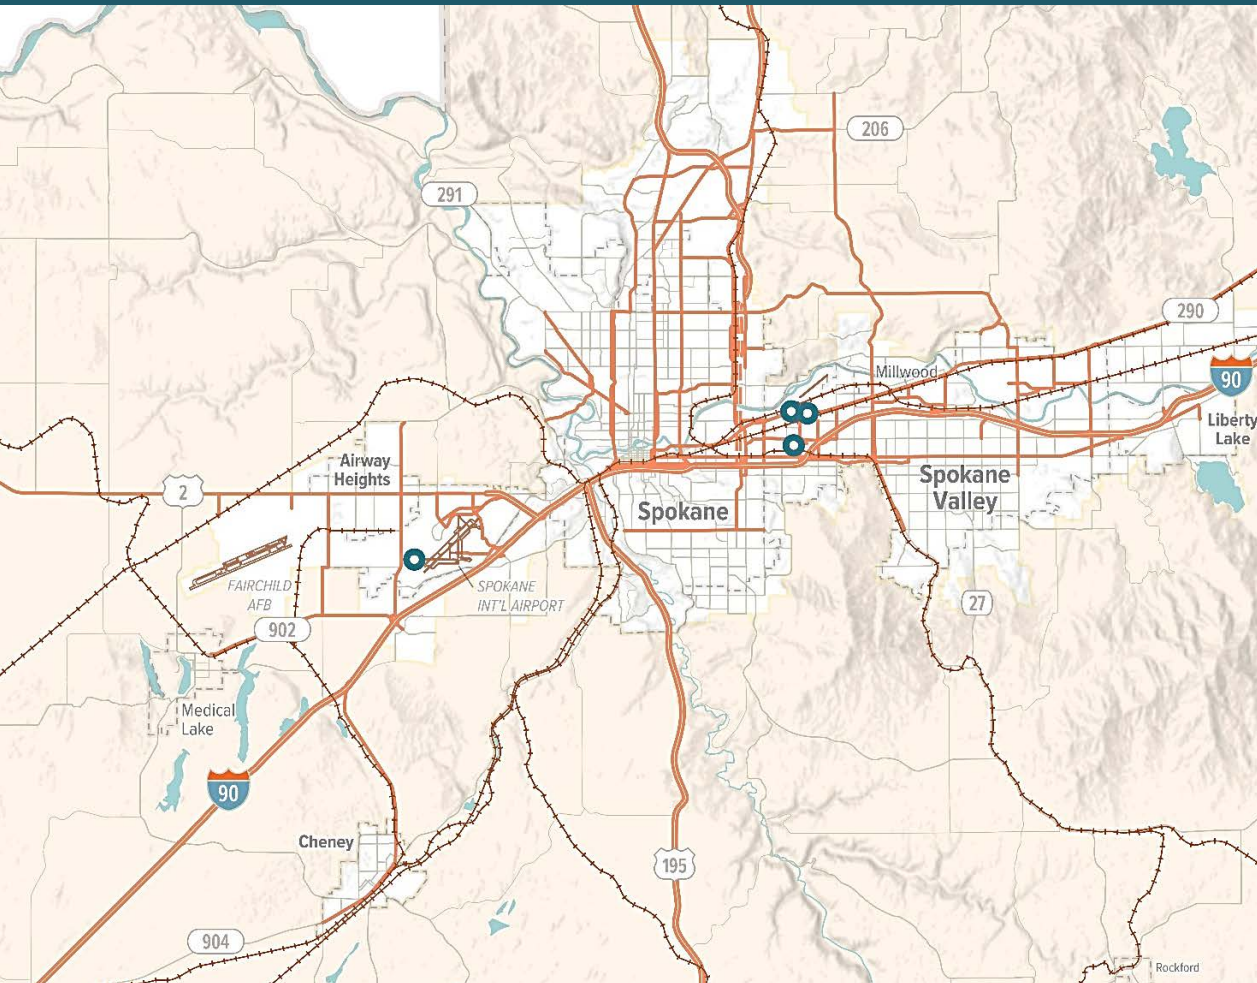 206
291
290
90
Millwood
Liberty
Lake
Airway
Heights
2
Spokane
Valley
Spokane
FAIRCHILD
AFB
SPOKANE
INT'L AIRPORT
27
902
Medical
Lake
90
Cheney
195
904
Rockford